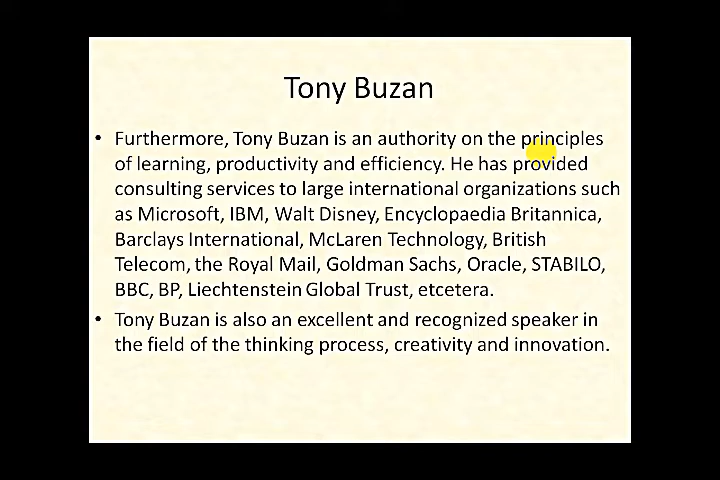 Tony Buzan
• Furthermore, Tony Buzan is an authority on the principles
of learning, productivity and efficiency. He has provided
consulting services to large international organizations such
as Microsoft, IBM, Walt Disney, Encyclopaedia Britannica,
Barclays International, McLaren Technology, British
Telecom, the Royal Mail, Goldman Sachs, Oracle, STABILO,
BBC, BP, Liechtenstein Global Trust, etcetera.
• Tony Buzan is also an excellent and recognized speaker in
the field of the thinking process, creativity and innovation.